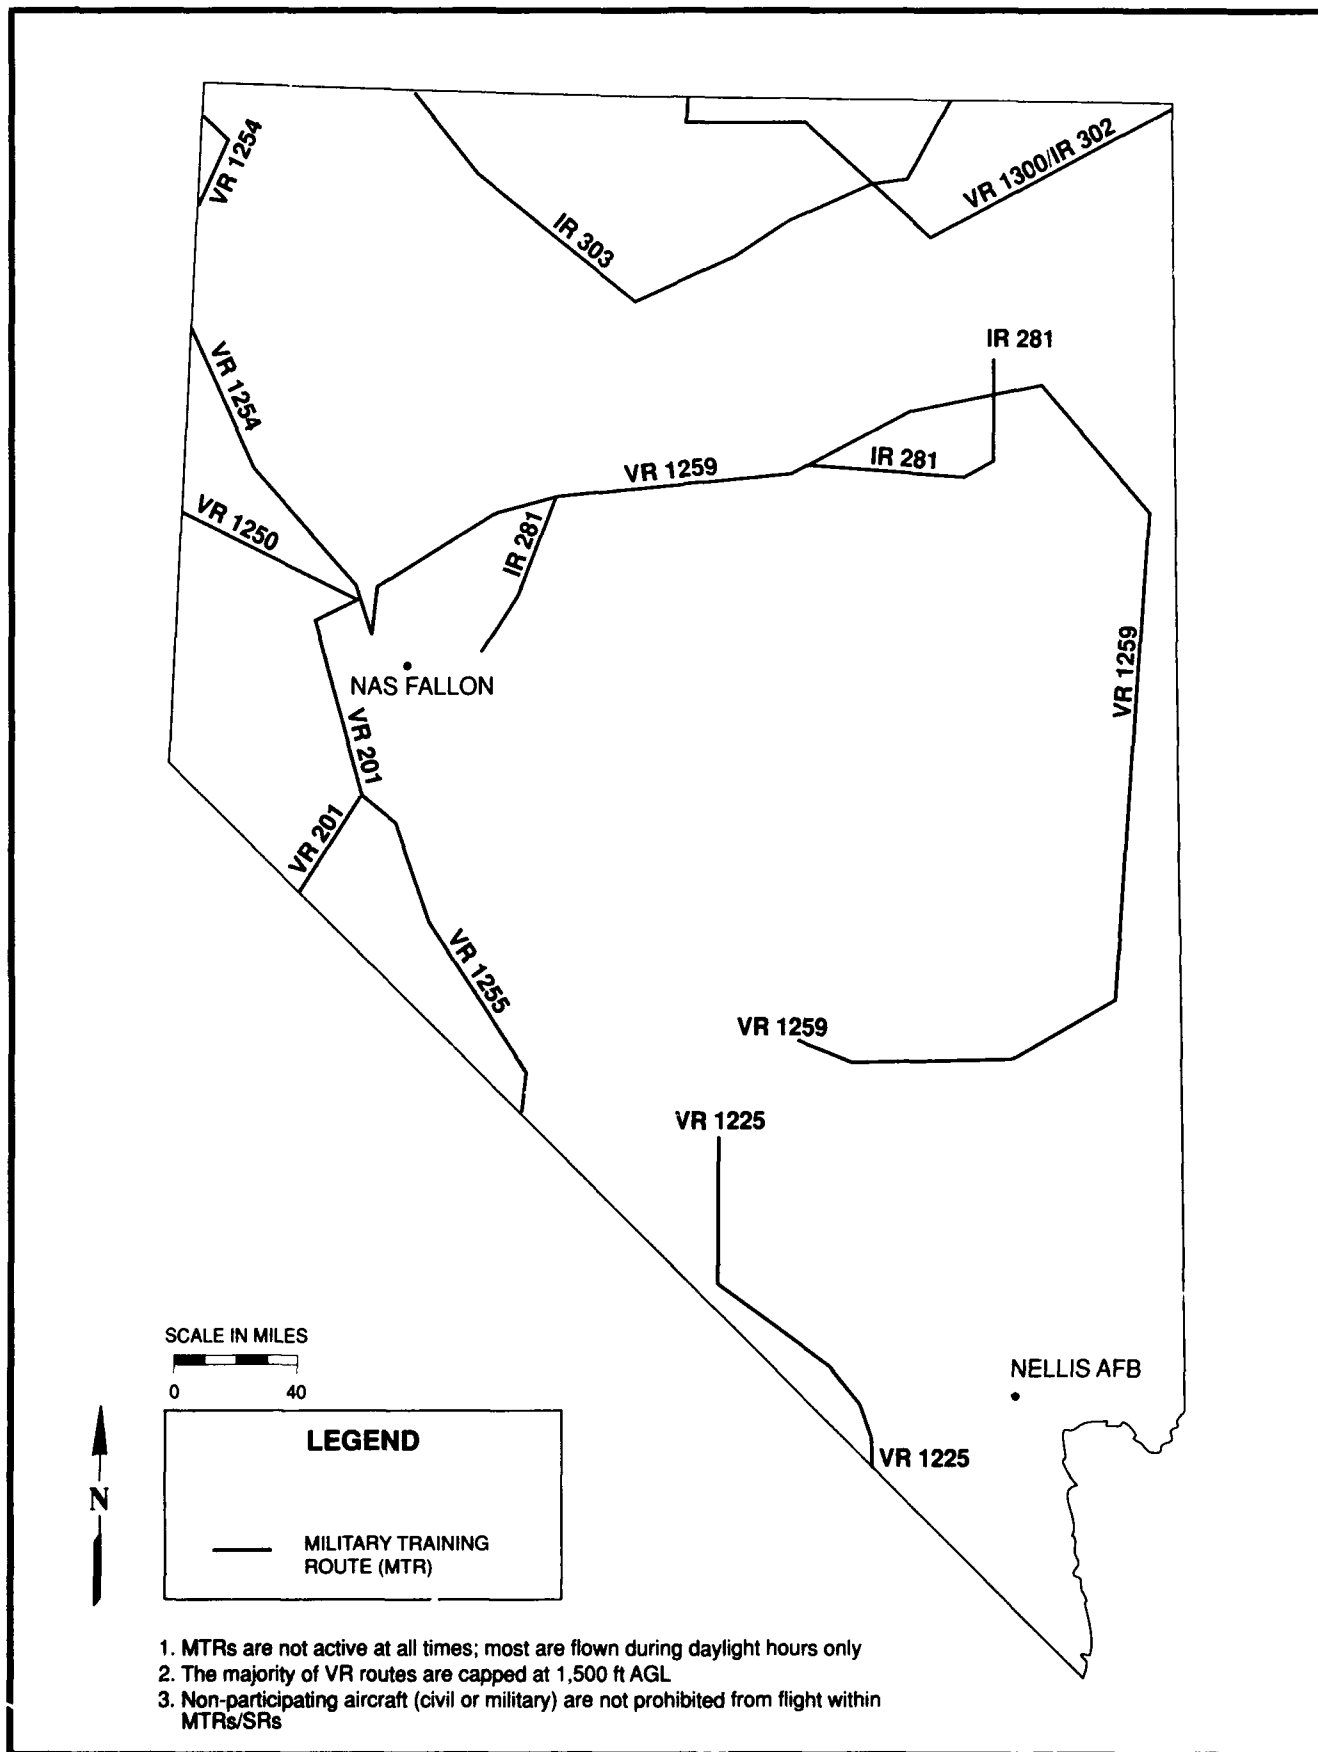 VR 1254
VR 1300/IR 302
IR 303
IR 281
VR 1254
VR 1259
IR 281
VR 1250
IR 281
VR 1259
NAS FALLON
VR 201
VR 201
VR 1255
VR 1259
VR 1225
SCALE IN MILES
0 40
NELLIS AFB
LEGEND
VR 1225
N
MILITARY TRAINING
ROUTE (MTR)
1. MTRs are not active at all times; most are flown during daylight hours only
2. The majority of VR routes are capped at 1,500 ft AGL
3. Non-participating aircraft (civil or military) are not prohibited from flight within
MTRs/SRs